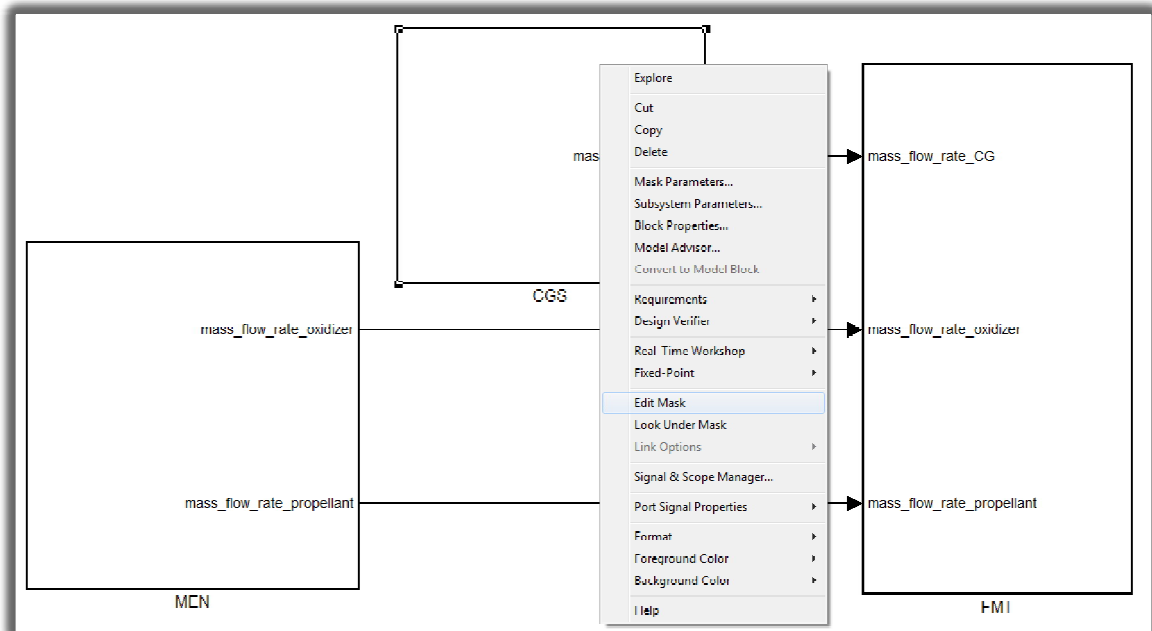 Explore
Cut
Copy
Delete
mas
mass_flow_rate_CG
Mask Parameters...
Subsystem Parameters...
Block Properties...
Model Advisor...
Convert to Model Block
CGS
Requirements
Design Verifier
mass_flow_rate_oxidizer
mass_flow_rate_oxidizer
Real-Time Workshop
Fixed-Point
Edit Mask
Look Under Mask
Link Options
Signal & Scope Manager...
mass_flow_rate_propellant
Port Signal Properties
mass_flow_rate_propellant
Format
Foreground Color
Background Color
Help